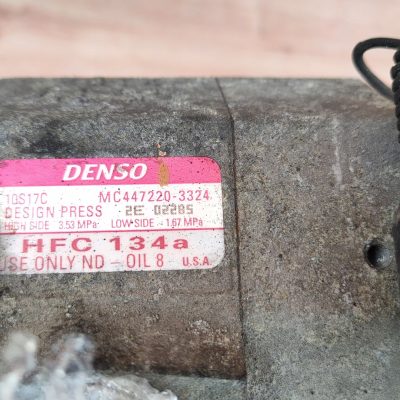 DENSO
10S17C MC447220-3324
DESIGN PRESS 2E 02285
HIGH SIDE 3.53 MPa LOW SIDE - 1.67 MPa
HFC 134a
USE ONLY ND - OIL 8 U.S.A